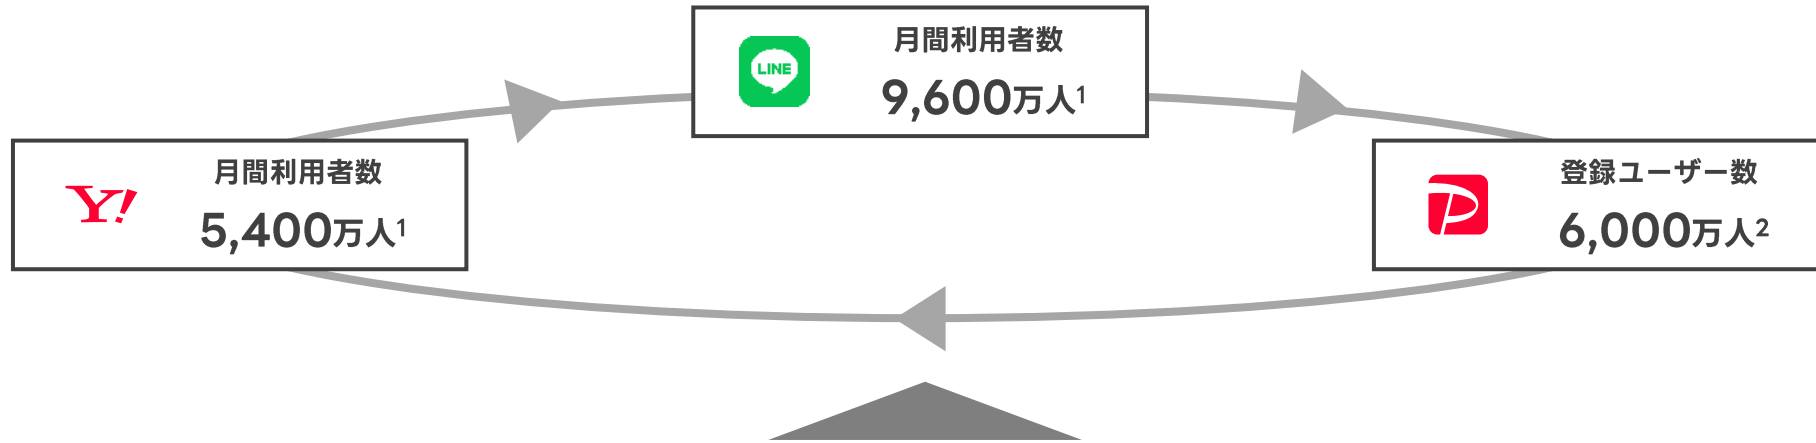 LINE
月間利用者数
9,600万人1
Y!
月間利用者数
5,400万人1
登録ユーザー数
6,000万人2